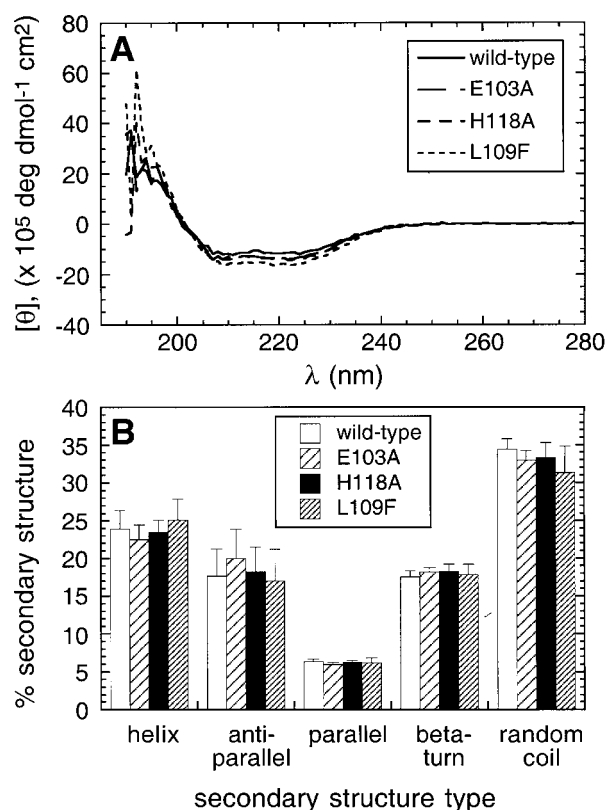 A
80
60
40
20
0
-20
-40
[θ], (x 10⁵ deg dmol⁻¹ cm²)
wild-type
E103A
H118A
L109F
200 220 240 260 280
λ (nm)
B
40
35
30
25
20
15
10
5
0
% secondary structure
wild-type
E103A
H118A
L109F
helix anti-parallel parallel beta-turn random coil
secondary structure type